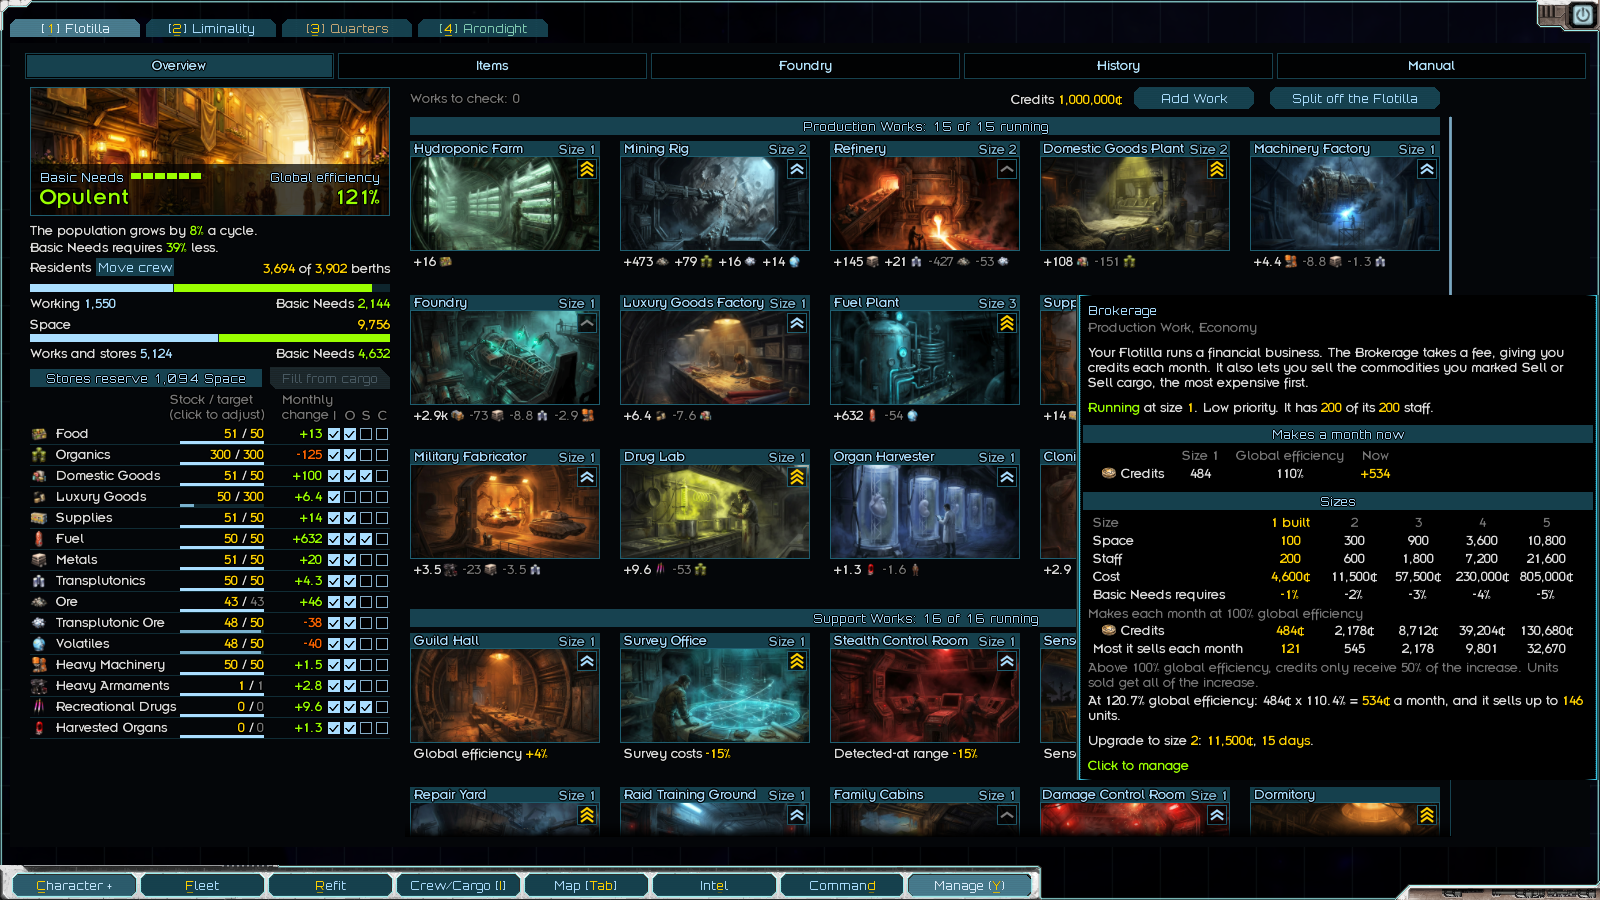 [1] Flotilla
[2] Liminality
[3] Quarters
[4] Arondight
Overview
Items
Foundry
History
Manual
Basic Needs
Opulent
Global efficiency
121%
The population grows by 8% a cycle.
Basic Needs requires 39% less.
Residents Move crew 3,694 of 3,902 berths
Working 1,550 Basic Needs 2,144
Space 9,756
Works and stores 5,124 Basic Needs 4,632
Stores reserve 1,094 Space
Fill from cargo
Stock / target Monthly
(click to adjust) change I O S C
Food 51 / 50 +13
Organics 300 / 300 -125
Domestic Goods 51 / 50 +100
Luxury Goods 50 / 300 +6.4
Supplies 51 / 50 +14
Fuel 50 / 50 +632
Metals 51 / 50 +20
Transplutonics 50 / 50 +4.3
Ore 43 / 43 +46
Transplutonic Ore 48 / 50 -38
Volatiles 48 / 50 -40
Heavy Machinery 50 / 50 +1.5
Heavy Armaments 1 / 1 +2.8
Recreational Drugs 0 / 0 +9.6
Harvested Organs 0 / 0 +1.3
Works to check: 0
Credits 1,000,000¢
Add Work
Split off the Flotilla
Production Works: 15 of 15 running
Hydroponic Farm Size 1
+16
Mining Rig Size 2
+473 +79 +16 +14
Refinery Size 2
+145 +21 -427 -53
Domestic Goods Plant Size 2
+108 -151
Machinery Factory Size 1
+4.4 -8.8 -1.3
Foundry Size 1
+2.9k -73 -8.8 -2.9
Luxury Goods Factory Size 1
+6.4 -7.6
Fuel Plant Size 3
+632 -54
Supp
+14
Military Fabricator Size 1
+3.5 -23 -3.5
Drug Lab Size 1
+9.6 -53
Organ Harvester Size 1
+1.3 -1.6
Cloni
+2.9
Support Works: 16 of 16 running
Guild Hall Size 1
Global efficiency +4%
Survey Office Size 1
Survey costs -15%
Stealth Control Room Size 1
Detected-at range -15%
Sens
Sens
Repair Yard Size 1
Raid Training Ground Size 1
Family Cabins Size 1
Damage Control Room Size 1
Dormitory
Brokerage
Production Work, Economy
Your Flotilla runs a financial business. The Brokerage takes a fee, giving you
credits each month. It also lets you sell the commodities you marked Sell or
Sell cargo, the most expensive first.
Running at size 1. Low priority. It has 200 of its 200 staff.
Makes a month now
Size 1 Global efficiency Now
Credits 484 110% +534
Sizes
Size 1 built 2 3 4 5
Space 100 300 900 3,600 10,800
Staff 200 600 1,800 7,200 21,600
Cost 4,600¢ 11,500¢ 57,500¢ 230,000¢ 805,000¢
Basic Needs requires -1% -2% -3% -4% -5%
Makes each month at 100% global efficiency
Credits 484¢ 2,178¢ 8,712¢ 39,204¢ 130,680¢
Most it sells each month 121 545 2,178 9,801 32,670
Above 100% global efficiency, credits only receive 50% of the increase. Units
sold get all of the increase.
At 120.7% global efficiency: 484¢ x 110.4% = 534¢ a month, and it sells up to 146
units.
Upgrade to size 2: 11,500¢, 15 days.
Click to manage
Character +
Fleet
Refit
Crew/Cargo [I]
Map [Tab]
Intel
Command
Manage (Y)